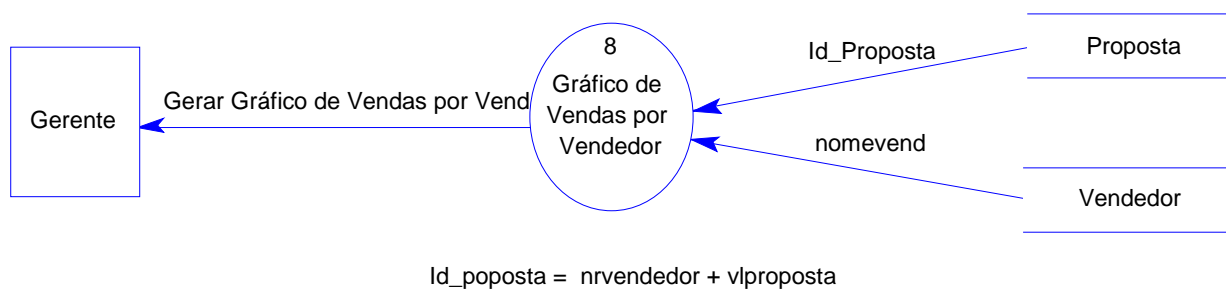 8
Gráfico de
Vendas por
Vendedor
Gerente
Gerar Gráfico de Vendas por Vend
Id_Proposta
Proposta
nomevend
Vendedor
Id_poposta = nrvendedor + vlproposta